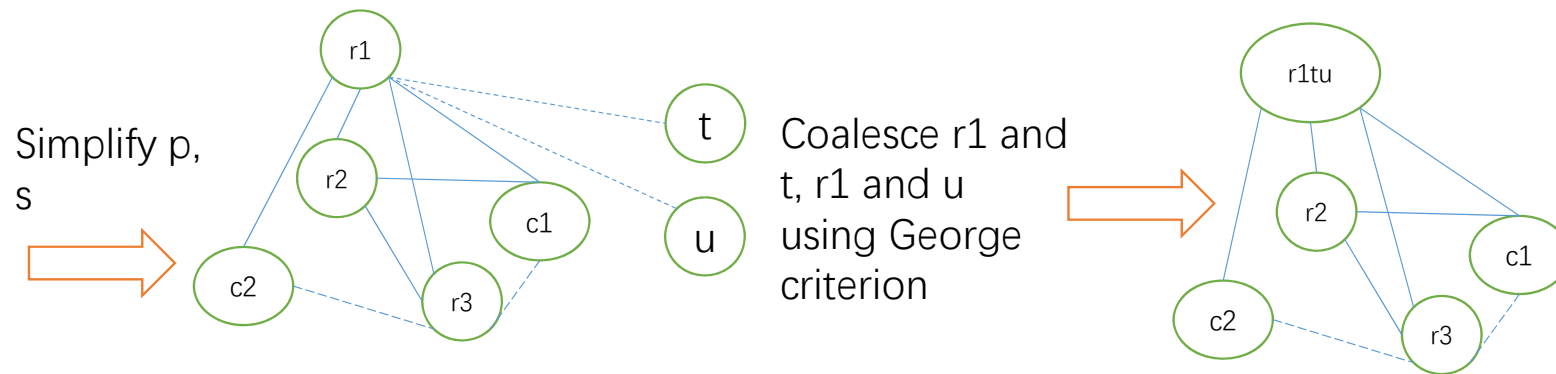 Simplify p,
s
r1
r2
c1
c2
r3
t
u
Coalesce r1 and
t, r1 and u
using George
criterion
r1tu
r2
c1
c2
r3